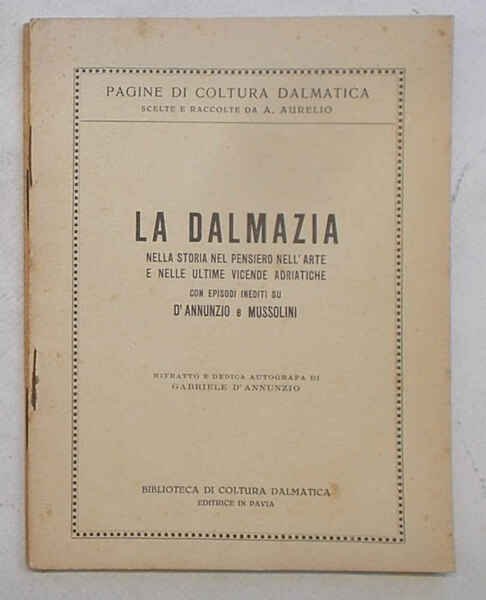 PAGINE DI COLTURA DALMATICA
SCELTE E RACCOLTE DA A. AURELIO
LA DALMAZIA
NELLA STORIA NEL PENSIERO NELL'ARTE
E NELLE ULTIME VICENDE ADRIATICHE
CON EPISODI INEDITI SU
D'ANNUNZIO e MUSSOLINI
RITRATTO E DEDICA AUTOGRAFA DI
GABRIELE D'ANNUNZIO
BIBLIOTECA DI COLTURA DALMATICA
EDITRICE IN PAVIA